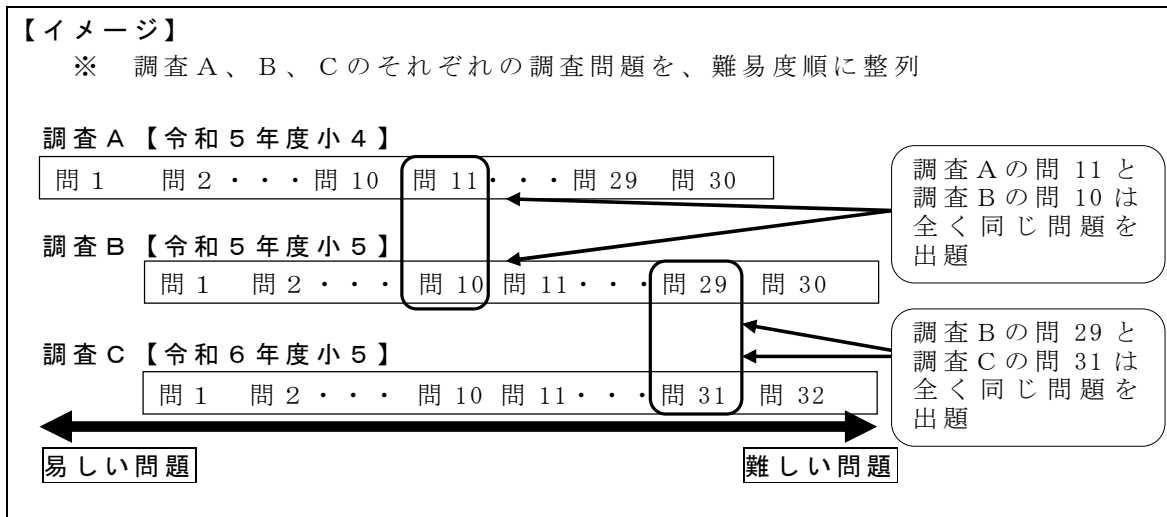 【イメージ】
※ 調査A、B、Cのそれぞれの調査問題を、難易度順に整列
調査A【令和5年度小4】
問1 問2・・・問10 問11・・・問29 問30
調査Aの問11と
調査Bの問10は
全く同じ問題を
出題
調査B【令和5年度小5】
問1 問2・・・ 問10 問11・・・問29 問30
調査Bの問29と
調査Cの問31は
全く同じ問題を
出題
調査C【令和6年度小5】
問1 問2・・・ 問10 問11・・・問31 問32
易しい問題 難しい問題